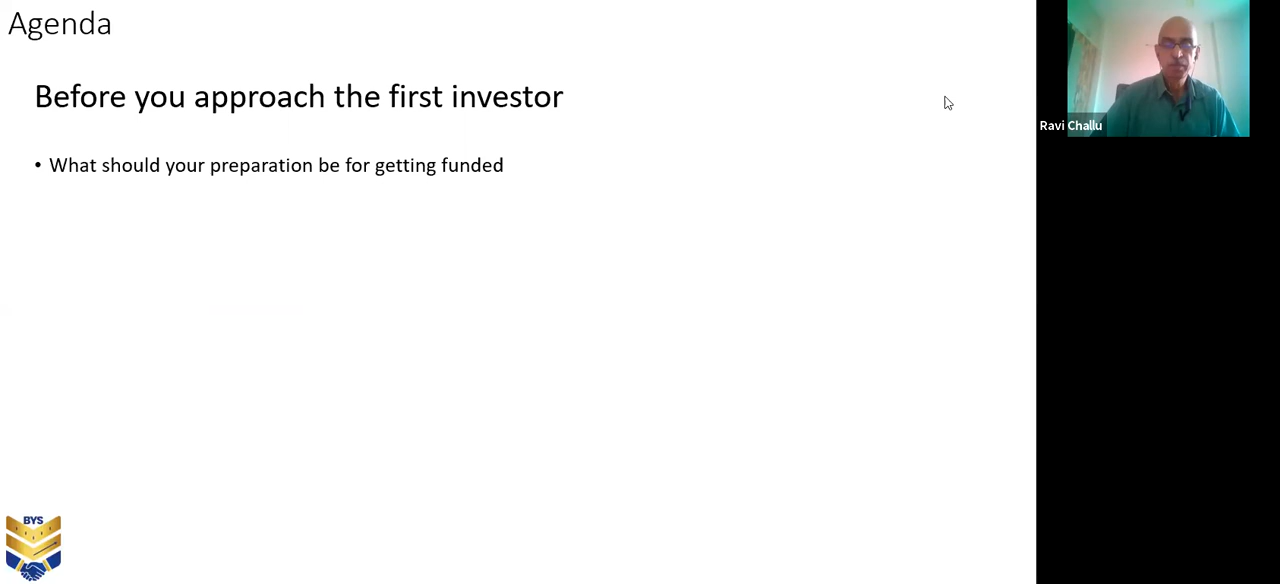 Agenda
Before you approach the first investor
• What should your preparation be for getting funded
Ravi Challu
BYS